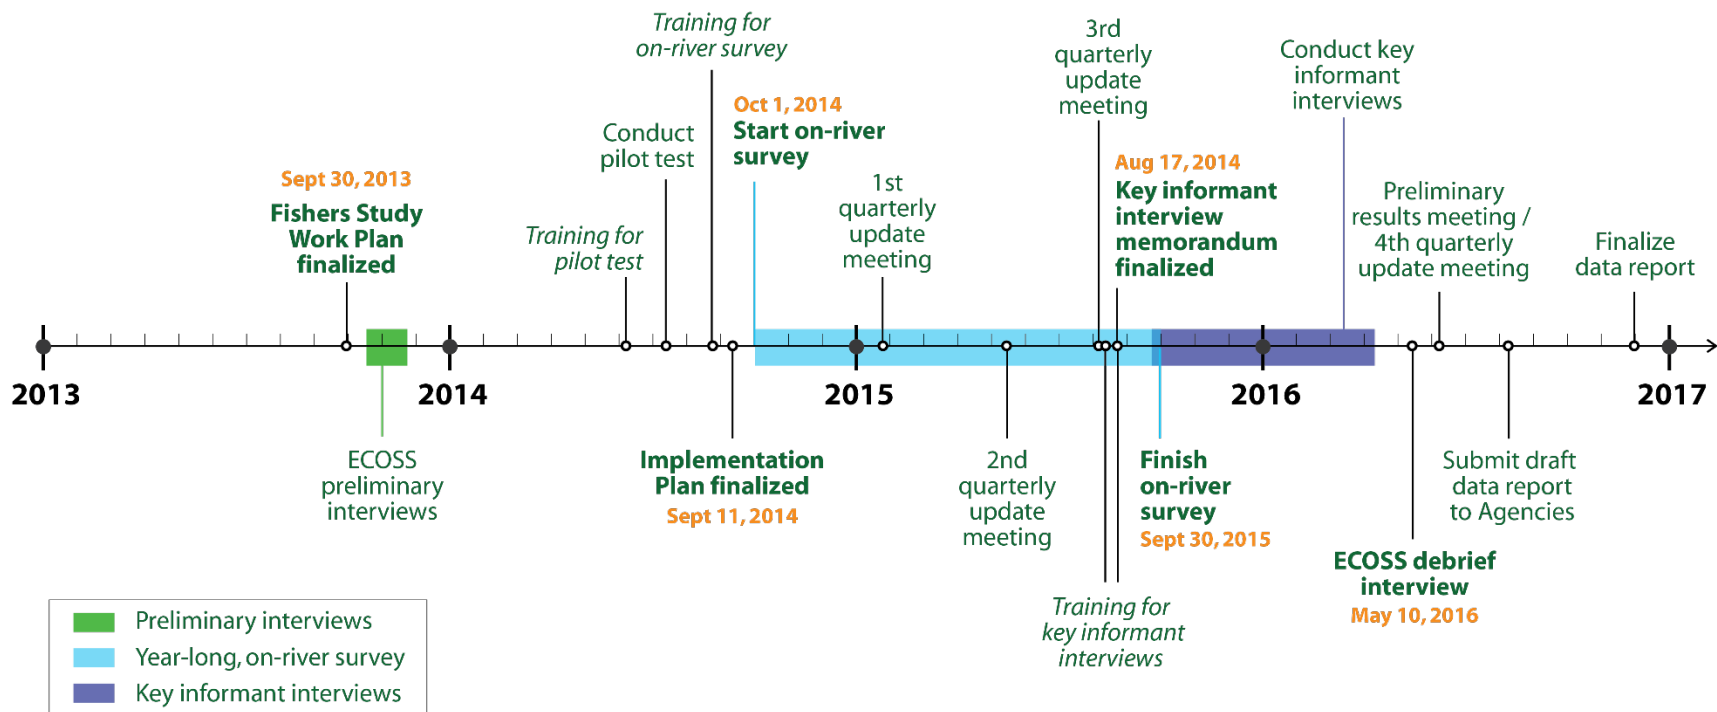 Training for
on-river survey
3rd
quarterly
update
meeting
Conduct key
informant
interviews
Oct 1, 2014
Start on-river
survey
Conduct
pilot test
Aug 17, 2014
Key informant
interview
memorandum
finalized
Sept 30, 2013
Fishers Study
Work Plan
finalized
1st
quarterly
update
meeting
Preliminary
results meeting /
4th quarterly
update meeting
Training for
pilot test
Finalize
data report
2013
2014
2015
2016
2017
ECOSS
preliminary
interviews
Implementation
Plan finalized
Sept 11, 2014
2nd
quarterly
update
meeting
Finish
on-river
survey
Sept 30, 2015
Submit draft
data report
to Agencies
ECOSS debrief
interview
May 10, 2016
Training for
key informant
interviews
Preliminary interviews
Year-long, on-river survey
Key informant interviews